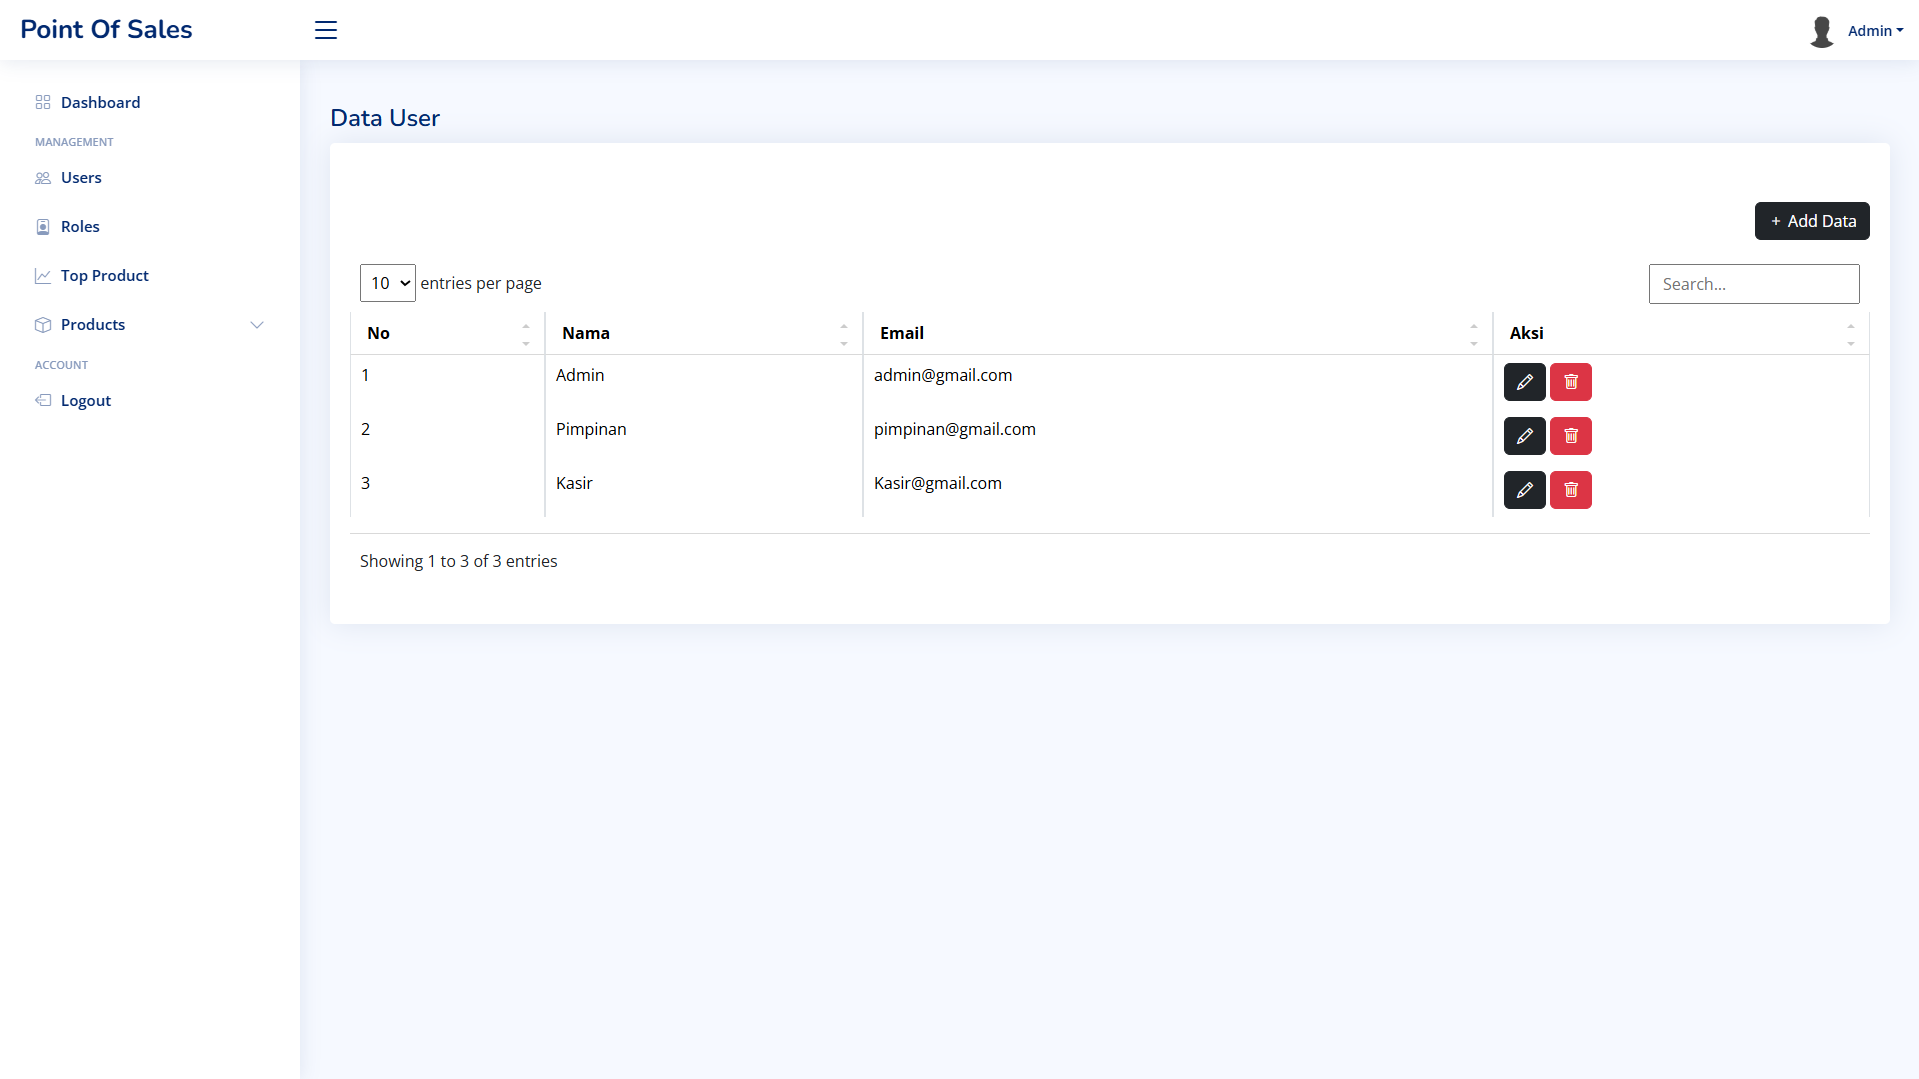 Point Of Sales
Admin
Dashboard
MANAGEMENT
Users
Roles
Top Product
Products
ACCOUNT
Logout
Data User
+ Add Data
10 entries per page
Search...
No Nama Email Aksi
1 Admin admin@gmail.com
2 Pimpinan pimpinan@gmail.com
3 Kasir Kasir@gmail.com
Showing 1 to 3 of 3 entries